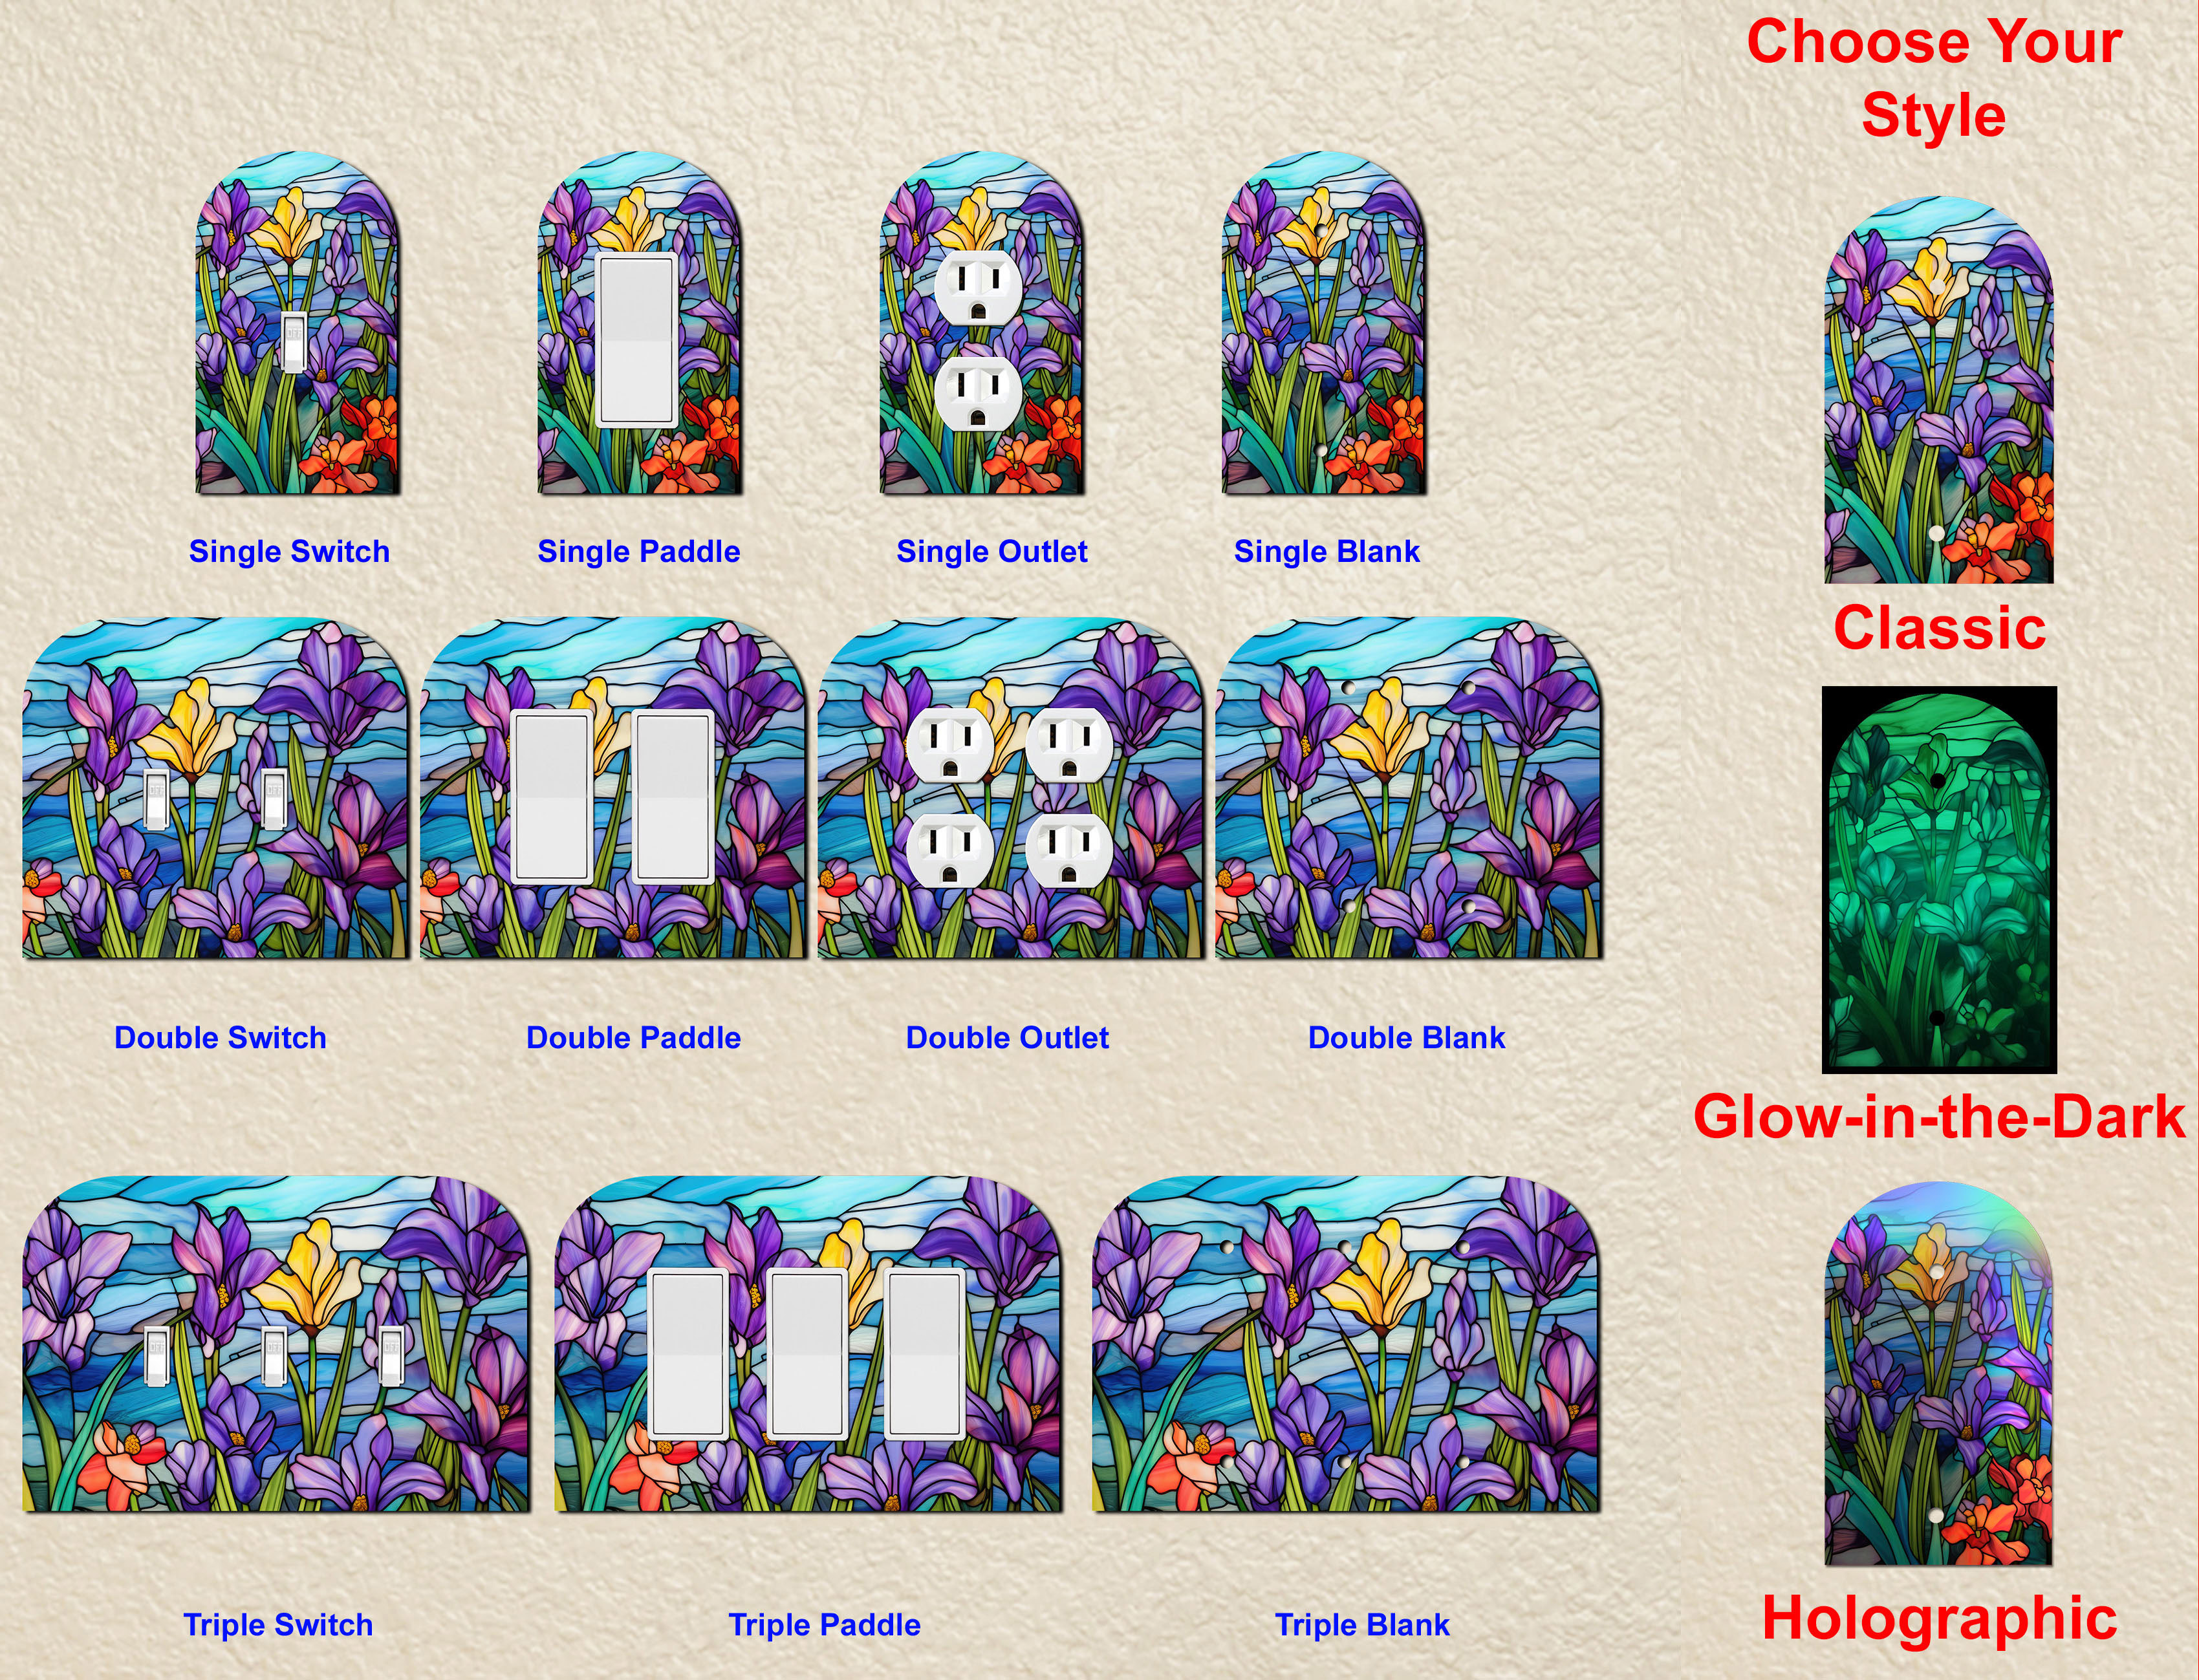 Choose Your
Style
Single Switch
Single Paddle
Single Outlet
Single Blank
Classic
Double Switch
Double Paddle
Double Outlet
Double Blank
Glow-in-the-Dark
Triple Switch
Triple Paddle
Triple Blank
Holographic